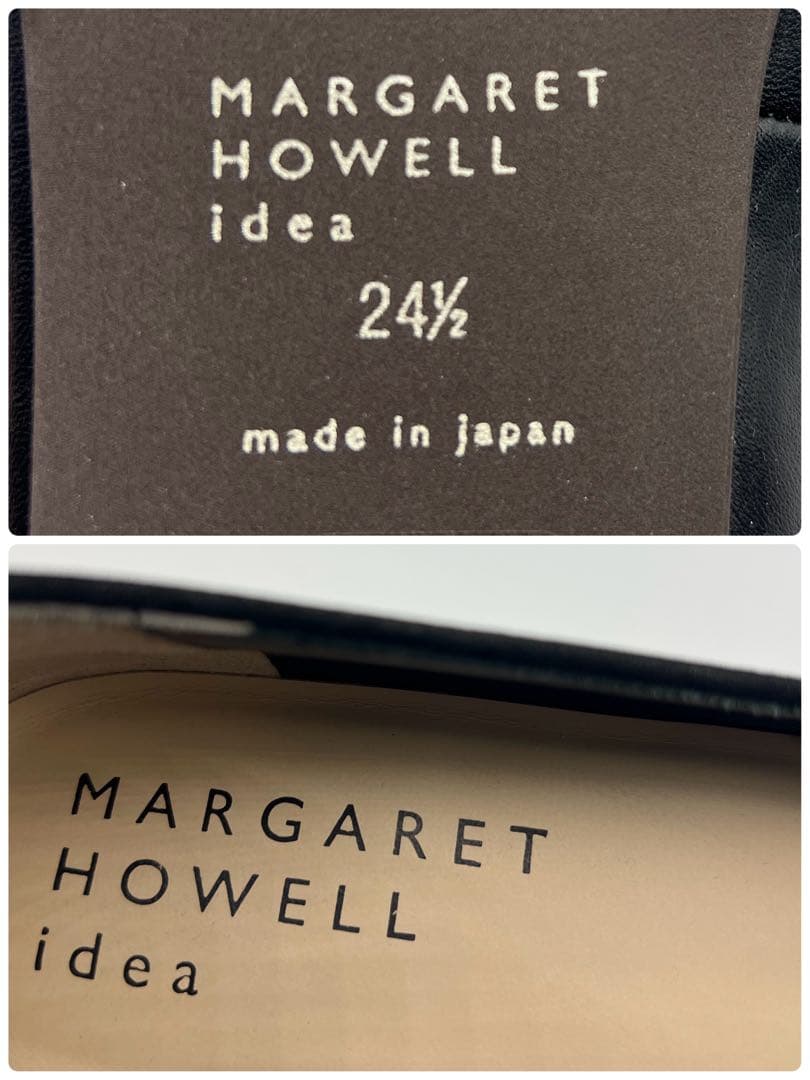 MARGARET
HOWELL
idea
24½
made in japan
MARGARET
HOWELL
idea